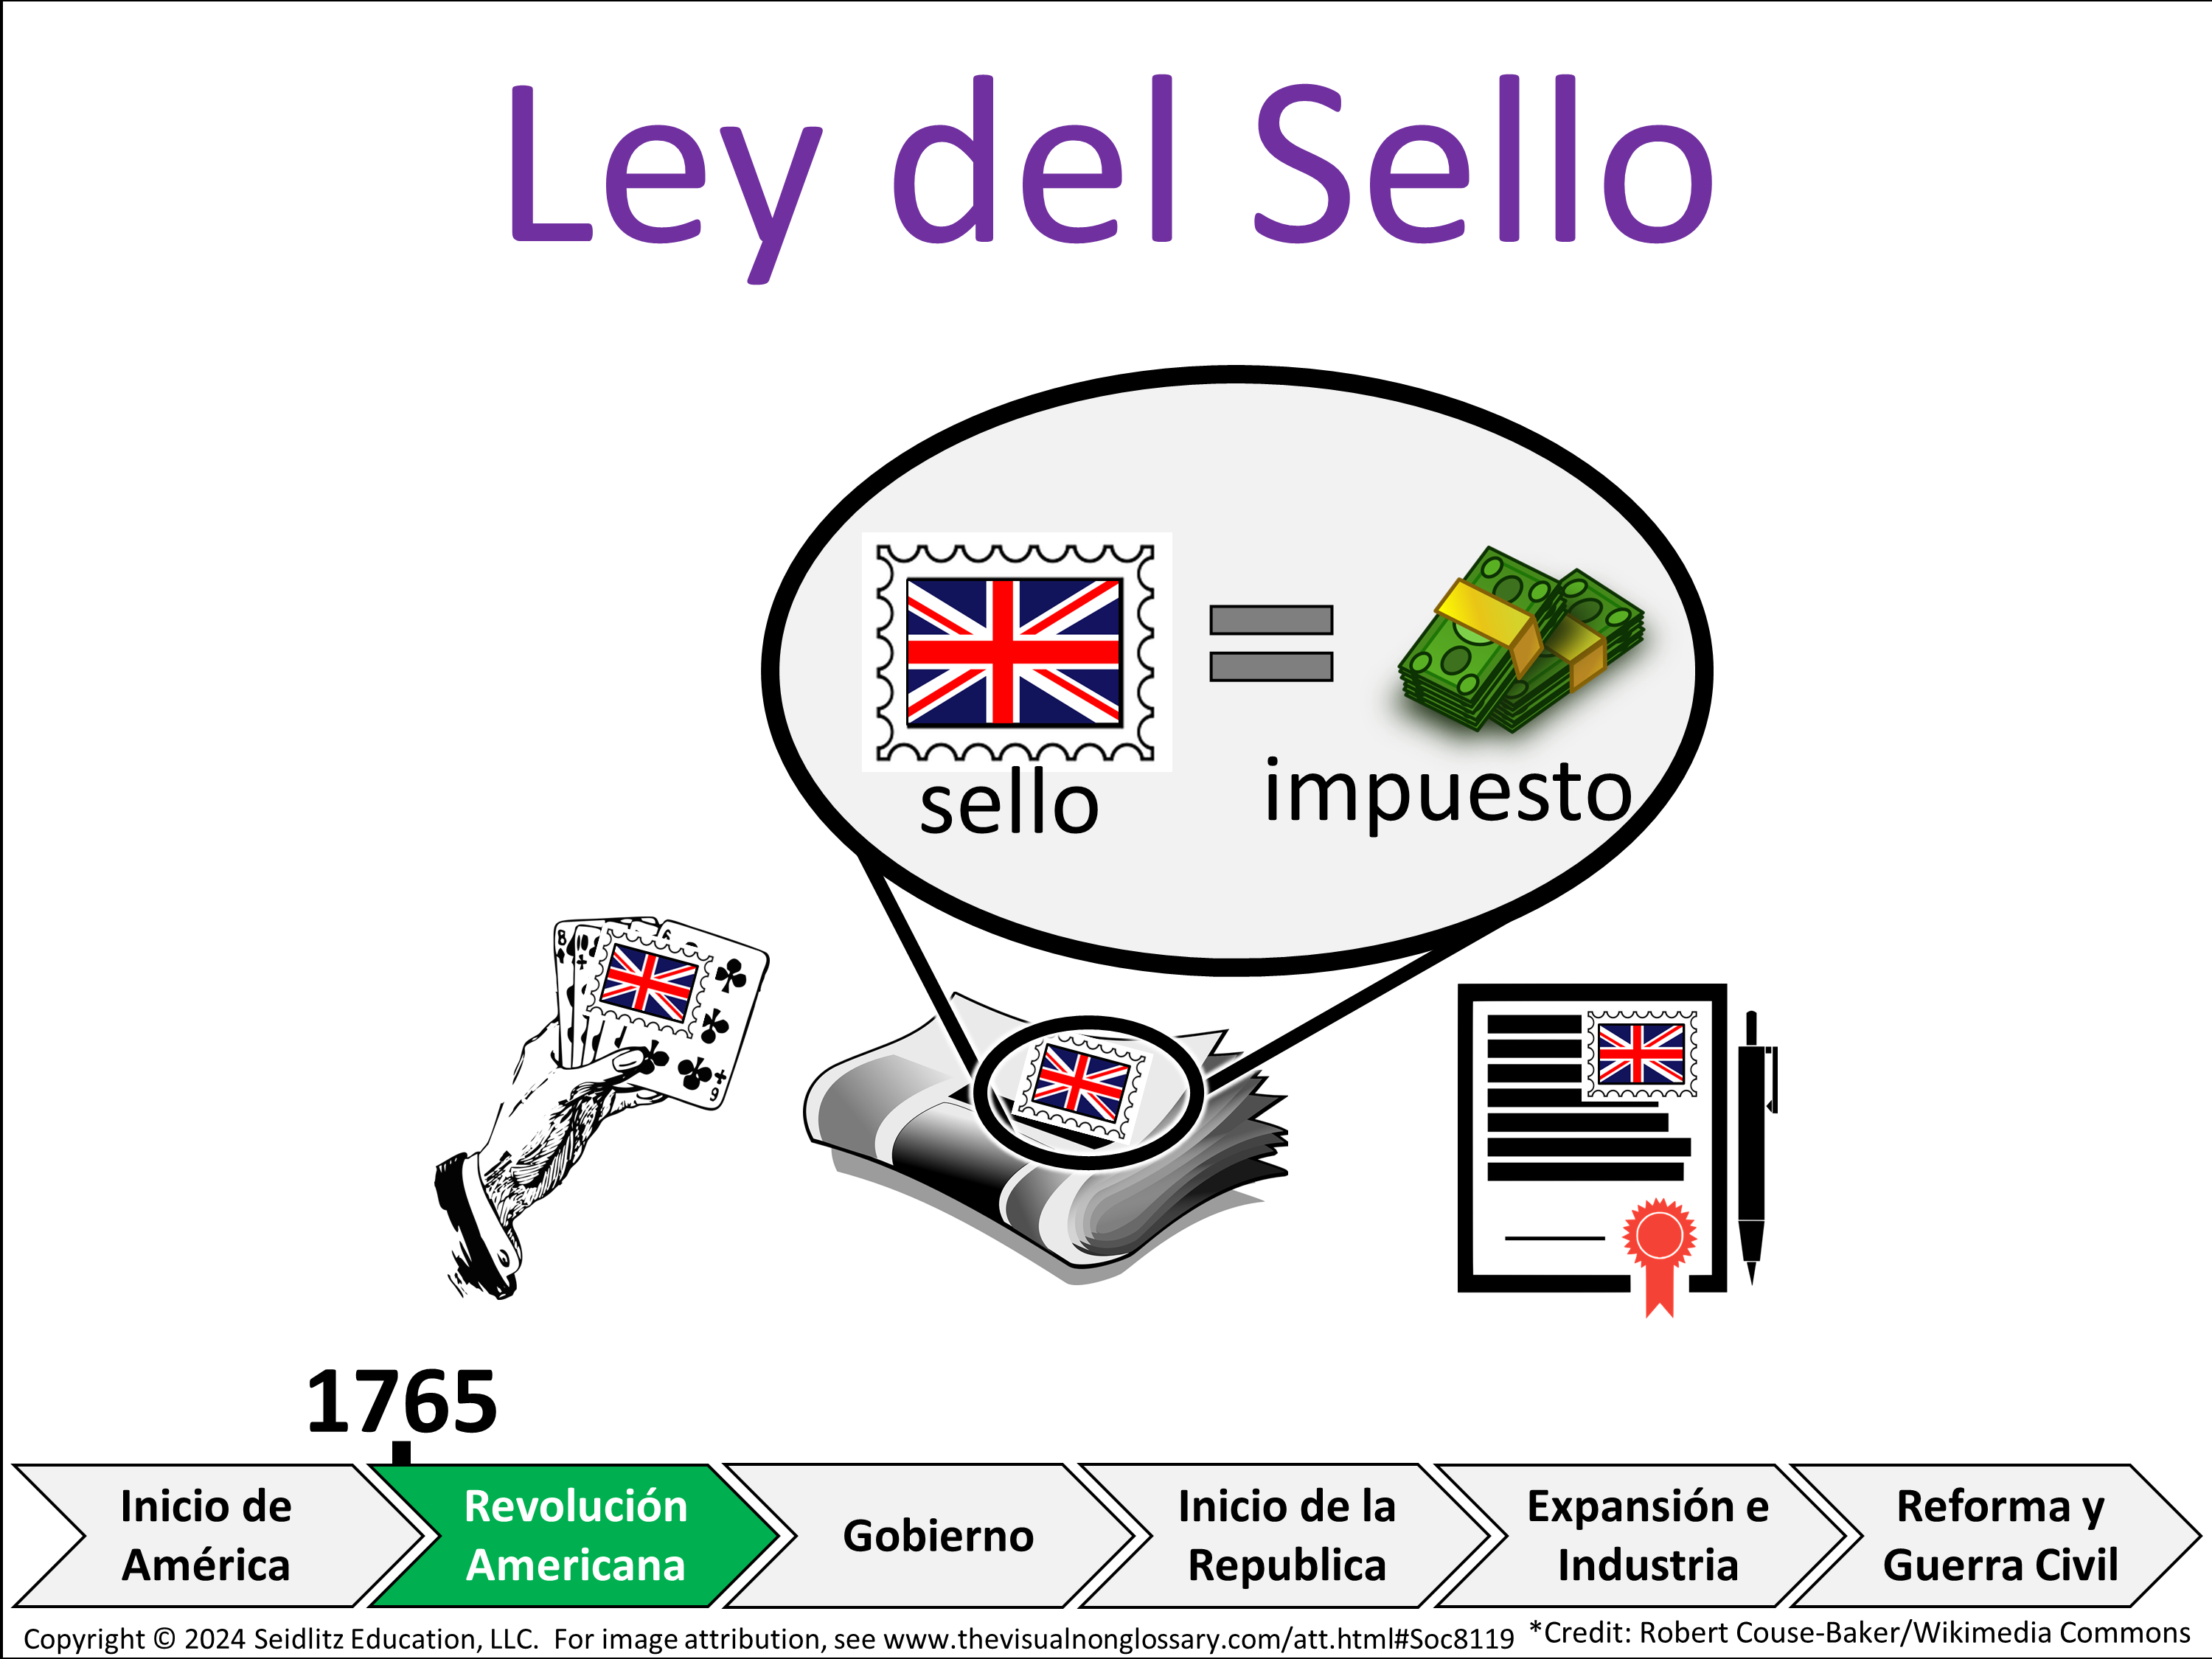 Ley del Sello
sello
impuesto
1765
Inicio de
América
Revolución
Americana
Gobierno
Inicio de la
Republica
Expansión e
Industria
Reforma y
Guerra Civil
Copyright © 2024 Seidlitz Education, LLC.  For image attribution, see www.thevisualnonglossary.com/att.html#Soc8119
*Credit: Robert Couse-Baker/Wikimedia Commons